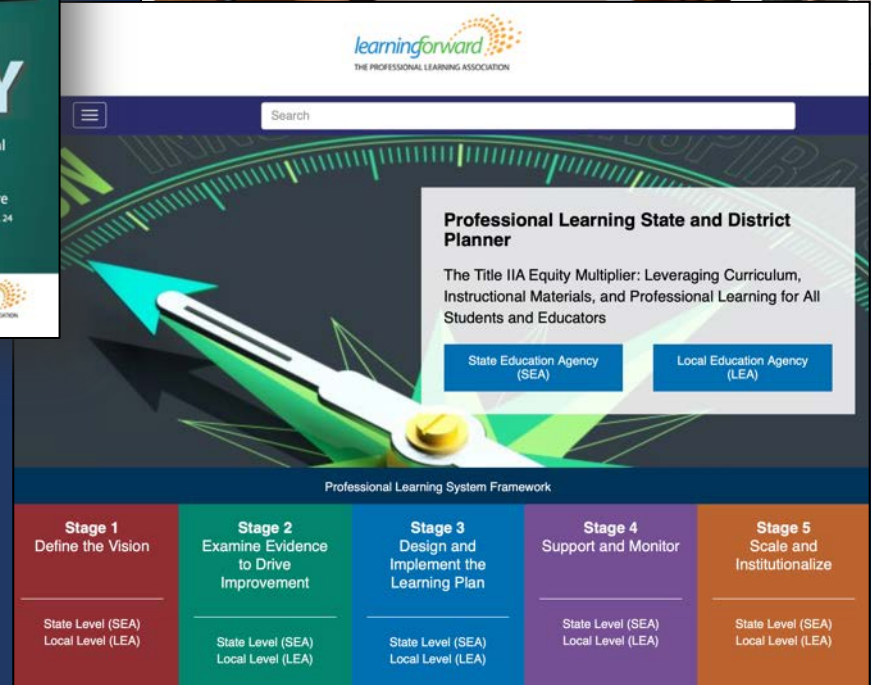 Y
24
learningforward
THE PROFESSIONAL LEARNING ASSOCIATION
Search
Professional Learning State and District
Planner
The Title IIA Equity Multiplier: Leveraging Curriculum,
Instructional Materials, and Professional Learning for All
Students and Educators
State Education Agency
(SEA)
Local Education Agency
(LEA)
Professional Learning System Framework
Stage 1
Define the Vision
State Level (SEA)
Local Level (LEA)
Stage 2
Examine Evidence
to Drive
Improvement
State Level (SEA)
Local Level (LEA)
Stage 3
Design and
Implement the
Learning Plan
State Level (SEA)
Local Level (LEA)
Stage 4
Support and Monitor
State Level (SEA)
Local Level (LEA)
Stage 5
Scale and
Institutionalize
State Level (SEA)
Local Level (LEA)